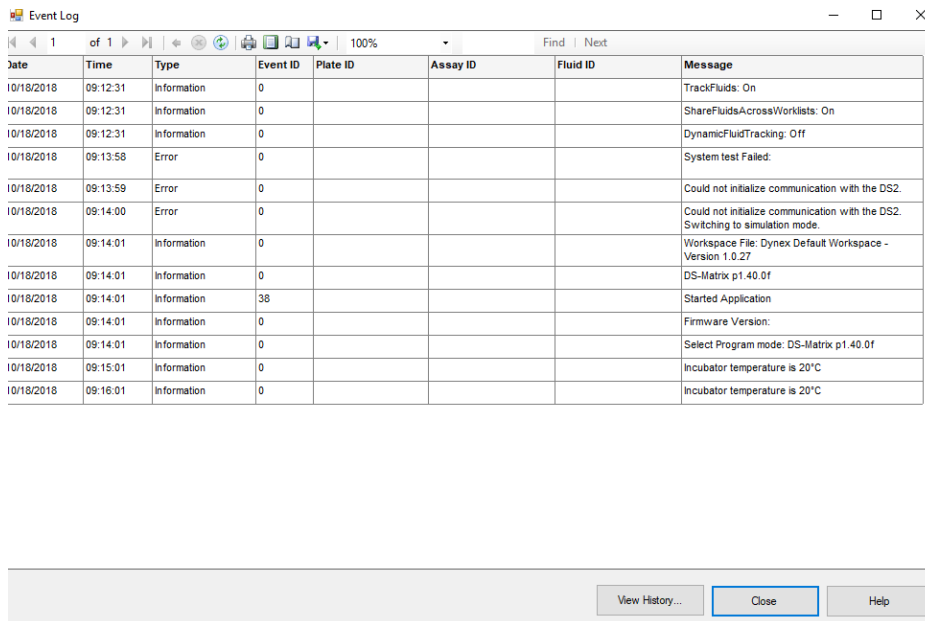 Event Log
1 of 1 100% Find | Next
Date Time Type Event ID Plate ID Assay ID Fluid ID Message
10/18/2018 09:12:31 Information 0 TrackFluids: On
10/18/2018 09:12:31 Information 0 ShareFluidsAcrossWorklists: On
10/18/2018 09:12:31 Information 0 DynamicFluidTracking: Off
10/18/2018 09:13:58 Error 0 System test Failed:
10/18/2018 09:13:59 Error 0 Could not initialize communication with the DS2.
10/18/2018 09:14:00 Error 0 Could not initialize communication with the DS2.
Switching to simulation mode.
10/18/2018 09:14:01 Information 0 Workspace File: Dynex Default Workspace -
Version 1.0.27
10/18/2018 09:14:01 Information 0 DS-Matrix p1.40.0f
10/18/2018 09:14:01 Information 38 Started Application
10/18/2018 09:14:01 Information 0 Firmware Version:
10/18/2018 09:14:01 Information 0 Select Program mode: DS-Matrix p1.40.0f
10/18/2018 09:15:01 Information 0 Incubator temperature is 20°C
10/18/2018 09:16:01 Information 0 Incubator temperature is 20°C
View History... Close Help